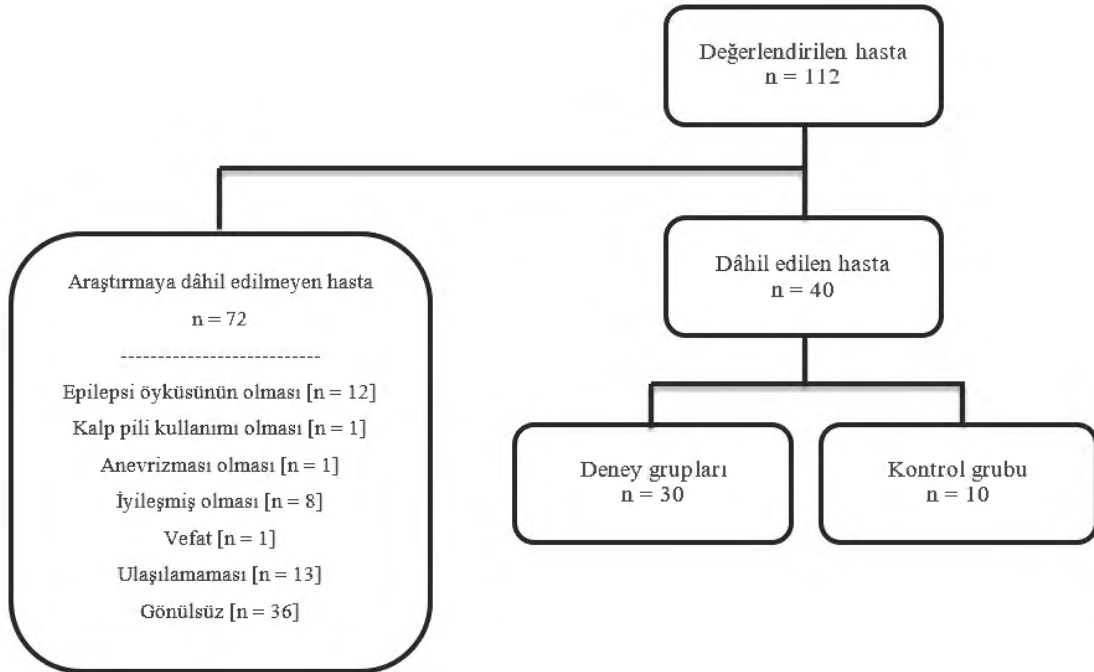 Değerlendirilen hasta
n = 112
Araştırmaya dâhil edilmeyen hasta
n = 72
---------------------------
Epilepsi öyküsünün olması [n = 12]
Kalp pili kullanımı olması [n = 1]
Anevrizması olması [n = 1]
İyileşmiş olması [n = 8]
Vefat [n = 1]
Ulaşılamaması [n = 13]
Gönülsüz [n = 36]
Dâhil edilen hasta
n = 40
Deney grupları
n = 30
Kontrol grubu
n = 10